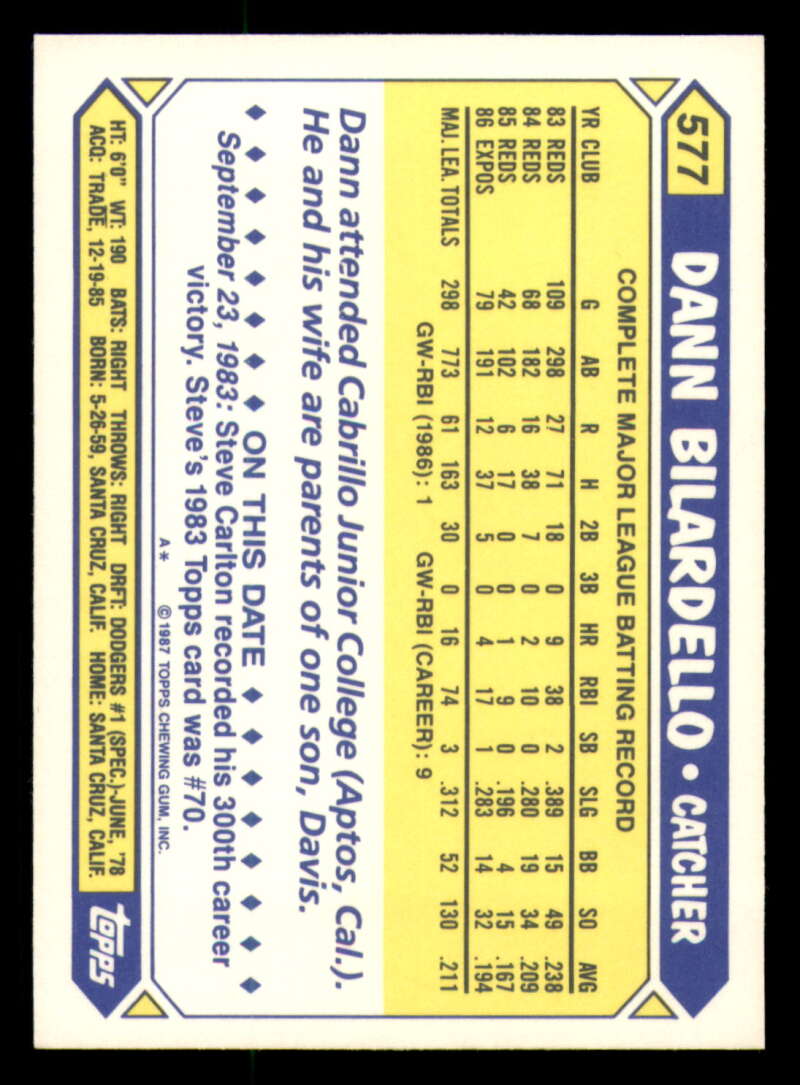 577 DANN BILARDELLO • CATCHER
COMPLETE MAJOR LEAGUE BATTING RECORD
YR CLUB G AB R H 2B 3B HR RBI SB SLG BB SO AVG
83 REDS 109 298 27 71 18 0 9 38 2 .389 15 49 .238
84 REDS 68 182 16 38 7 0 2 10 0 .280 19 34 .209
85 REDS 42 102 6 17 0 0 1 9 0 .196 4 15 .167
86 EXPOS 79 191 12 37 5 0 4 17 1 .283 14 32 .194
MAJ. LEA. TOTALS 298 773 61 163 30 0 16 74 3 .312 52 130 .211
GW-RBI (1986): 1 GW-RBI (CAREER): 9
Dann attended Cabrillo Junior College (Aptos, Cal.).
He and his wife are parents of one son, Davis.
◆ ◆ ◆ ◆ ◆ ◆ ◆ ◆ ON THIS DATE ◆ ◆ ◆ ◆ ◆ ◆ ◆ ◆
September 23, 1983: Steve Carlton recorded his 300th career
victory. Steve's 1983 Topps card was #70.
A* © 1987 TOPPS CHEWING GUM, INC.
HT: 6'0" WT: 190 BATS: RIGHT THROWS: RIGHT DRFT: DODGERS #1 (SPEC.)-JUNE, '78
ACQ: TRADE, 12-19-85 BORN: 5-26-59, SANTA CRUZ, CALIF. HOME: SANTA CRUZ, CALIF.
topps